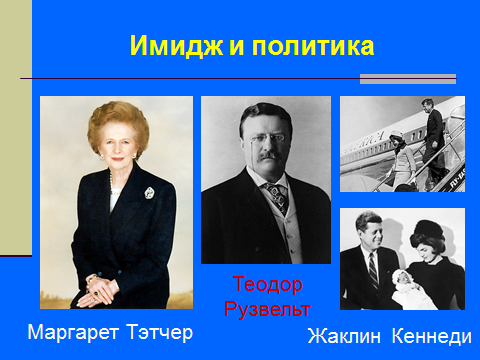 Имидж и политика
Теодор
Рузвельт
Маргарет Тэтчер
Жаклин Кеннеди